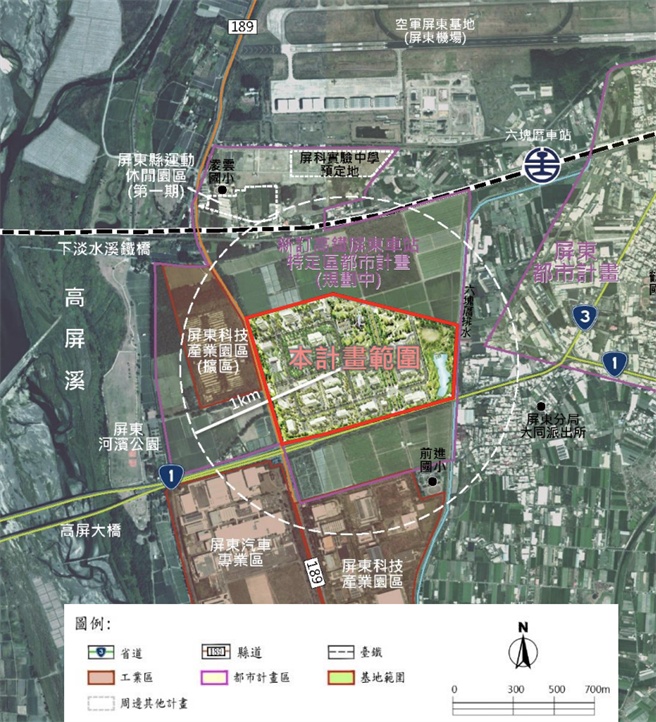 189
空軍屏東基地
(屏東機場)
六塊厝車站
屏東縣運動
休閒園區
(第一期)
凌雲
國小
屏科實驗中學
預定地
下淡水溪鐵橋
新訂高鐵屏東車站
特定區都市計畫
(規劃中)
屏東
都市計畫
高屏溪
六塊厝排水
3
屏東科技
產業園區
(擴區)
本計畫範圍
1
1km
屏東
河濱公園
屏東分局
大同派出所
前進
國小
1
高屏大橋
屏東汽車
專業區
189
屏東科技
產業園區
圖例:
N
3 省道
189 縣道
臺鐵
工業區
都市計畫區
基地範圍
周邊其他計畫
0 300 500 700m